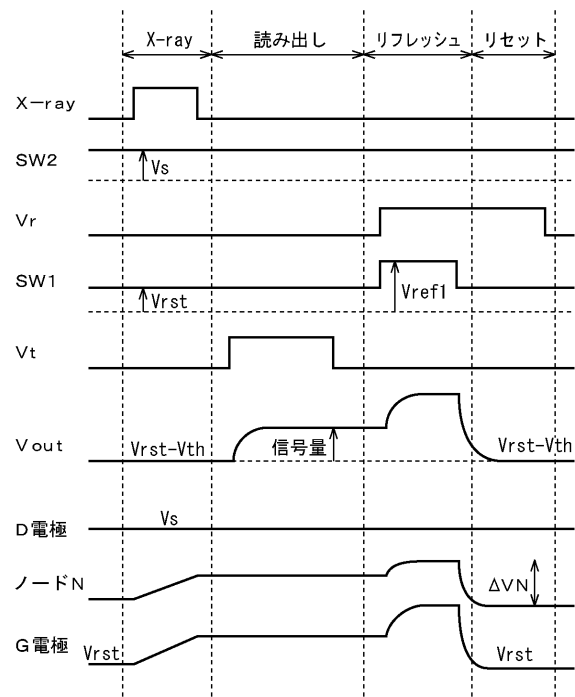 X-ray 読み出し リフレッシュ リセット
X-ray
SW2
Vs
Vr
SW1
Vrst
Vref1
Vt
Vout
Vrst-Vth
信号量
Vrst-Vth
D電極
Vs
ノードN
ΔVN
G電極
Vrst
Vrst